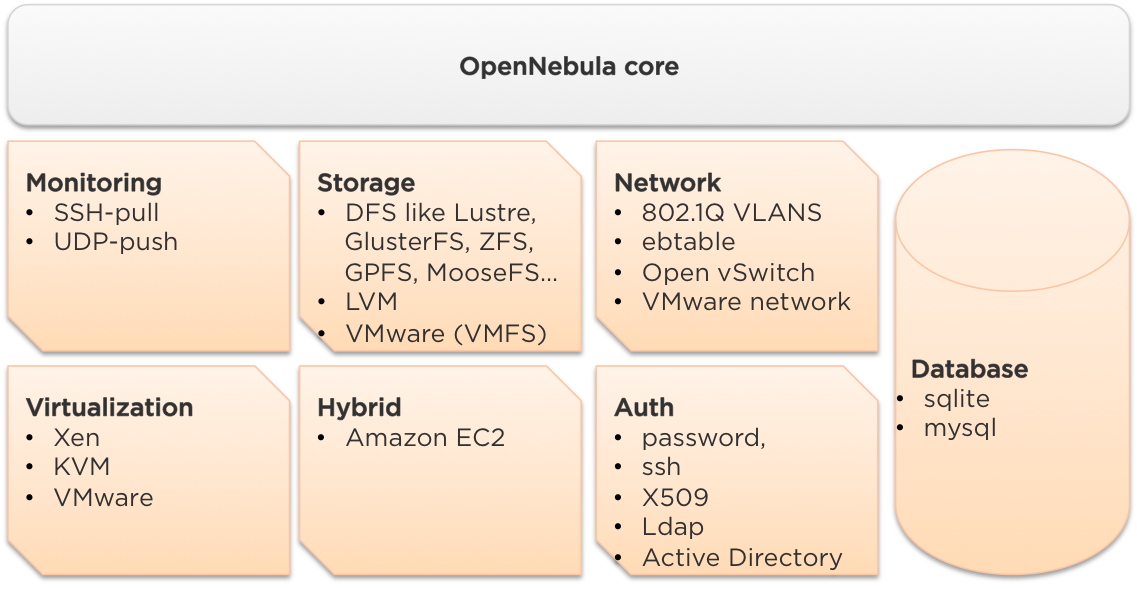 OpenNebula core
Monitoring
• SSH-pull
• UDP-push
Storage
• DFS like Lustre,
GlusterFS, ZFS,
GPFS, MooseFS...
• LVM
• VMware (VMFS)
Network
• 802.1Q VLANS
• ebtable
• Open vSwitch
• VMware network
Virtualization
• Xen
• KVM
• VMware
Hybrid
• Amazon EC2
Auth
• password,
• ssh
• X509
• Ldap
• Active Directory
Database
• sqlite
• mysql